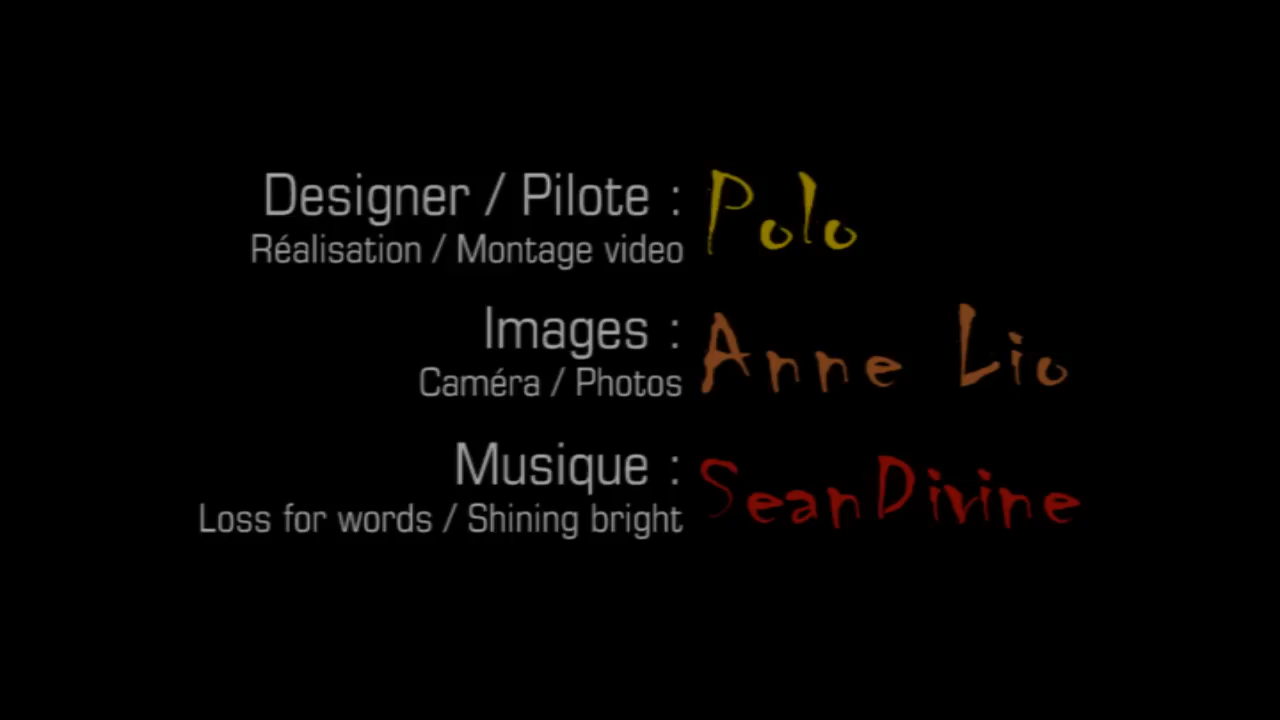 Designer / Pilote : Polo
Réalisation / Montage video
Images : Anne Lio
Caméra / Photos
Musique : SeanDivine
Loss for words / Shining bright